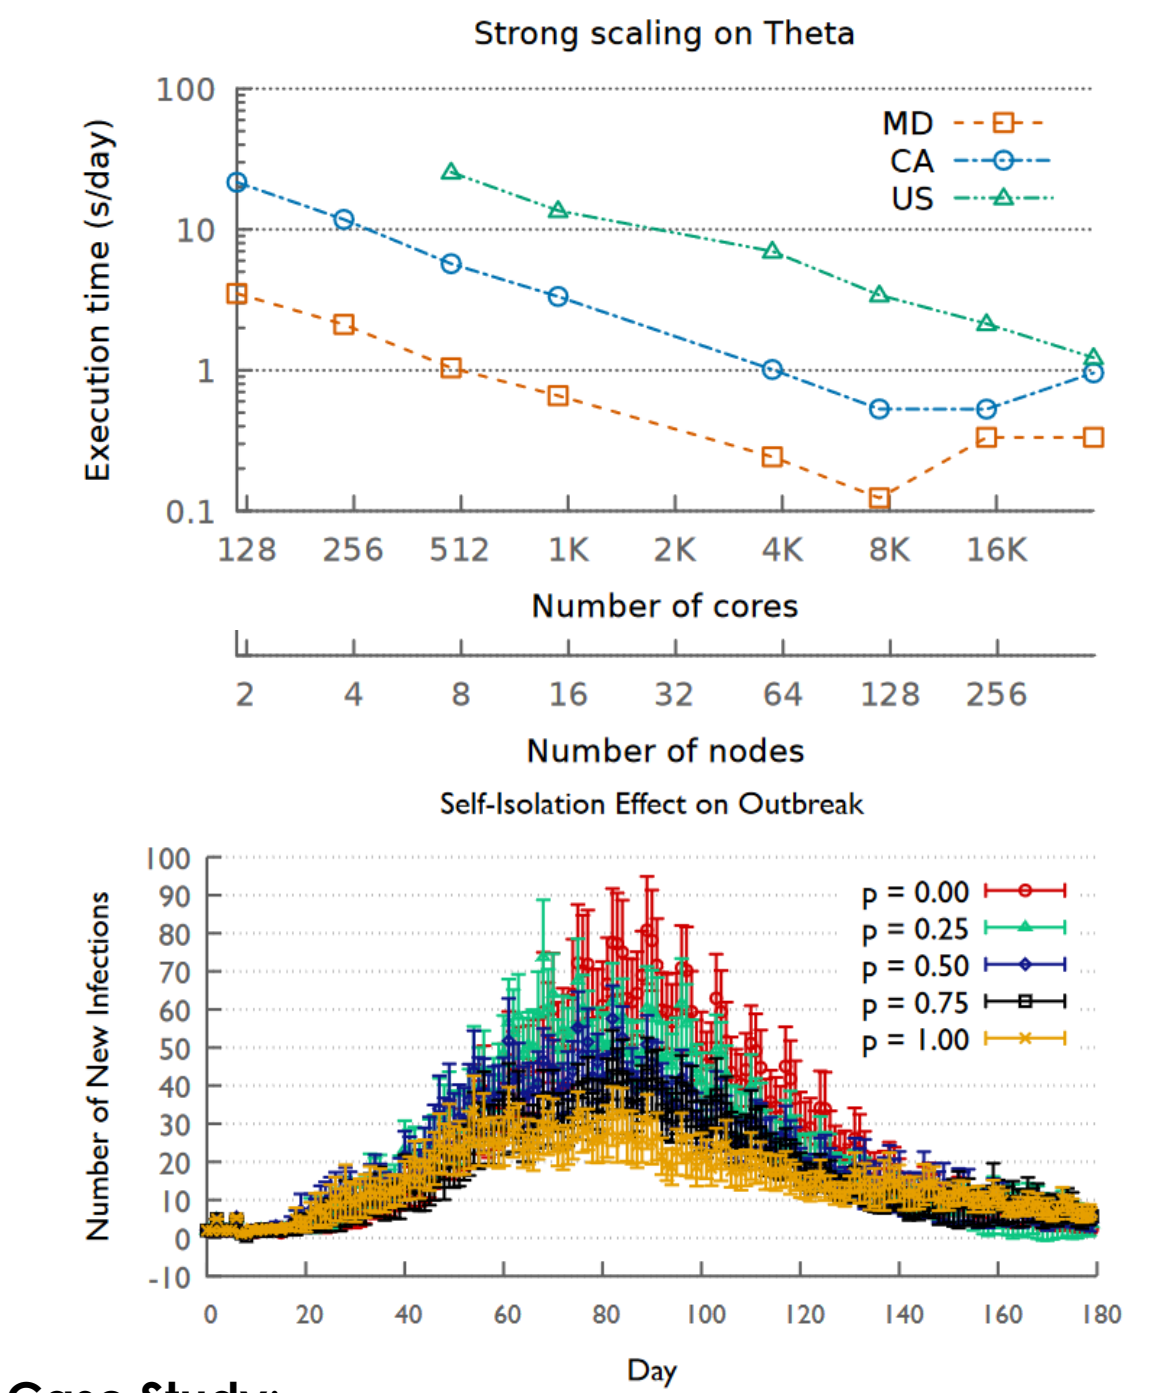 Strong scaling on Theta
100
10
1
0.1
Execution time (s/day)
MD
CA
US
128 256 512 1K 2K 4K 8K 16K
Number of cores
2 4 8 16 32 64 128 256
Number of nodes
Self-Isolation Effect on Outbreak
100
90
80
70
60
50
40
30
20
10
0
-10
Number of New Infections
p = 0.00
p = 0.25
p = 0.50
p = 0.75
p = 1.00
0 20 40 60 80 100 120 140 160 180
Day
Case Study: